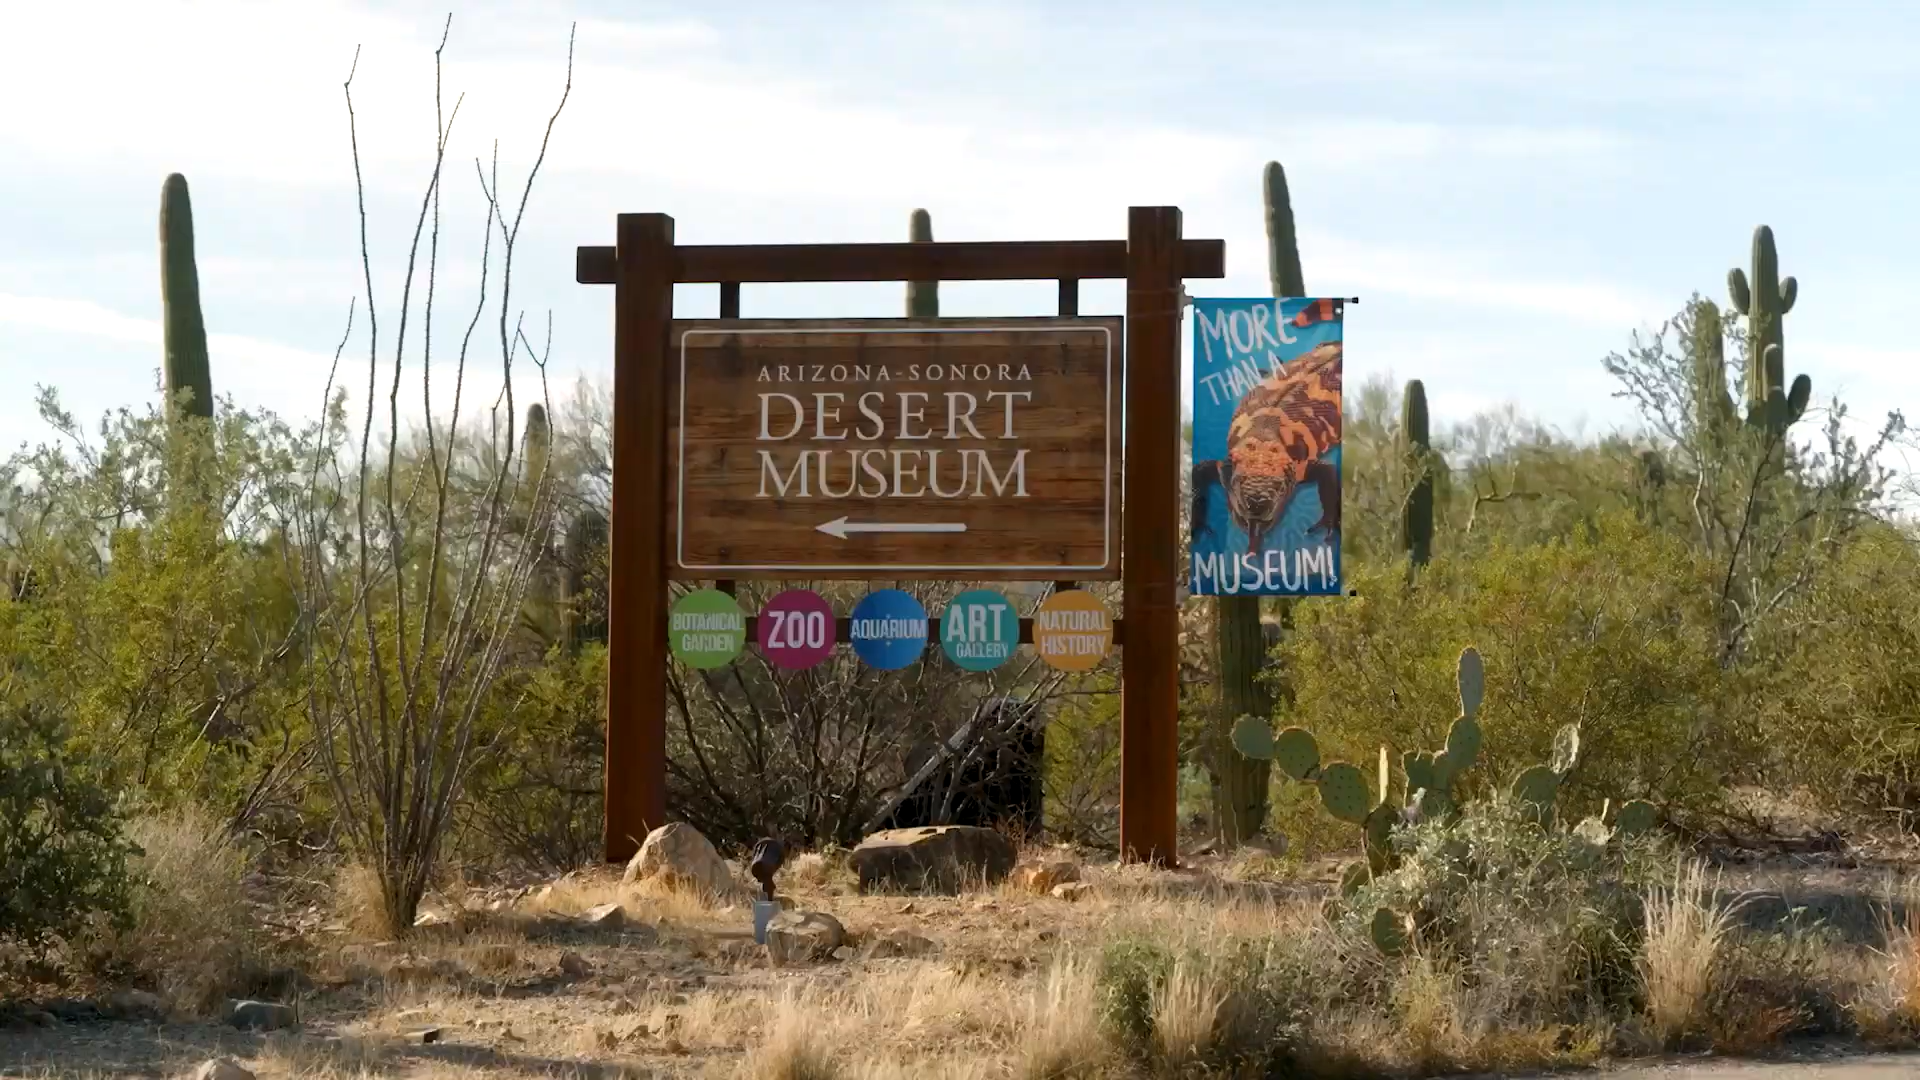 ARIZONA-SONORA
DESERT
MUSEUM
MORE
THAN A
MUSEUM!
BOTANICAL
GARDEN
ZOO
AQUARIUM
ART
GALLERY
NATURAL
HISTORY